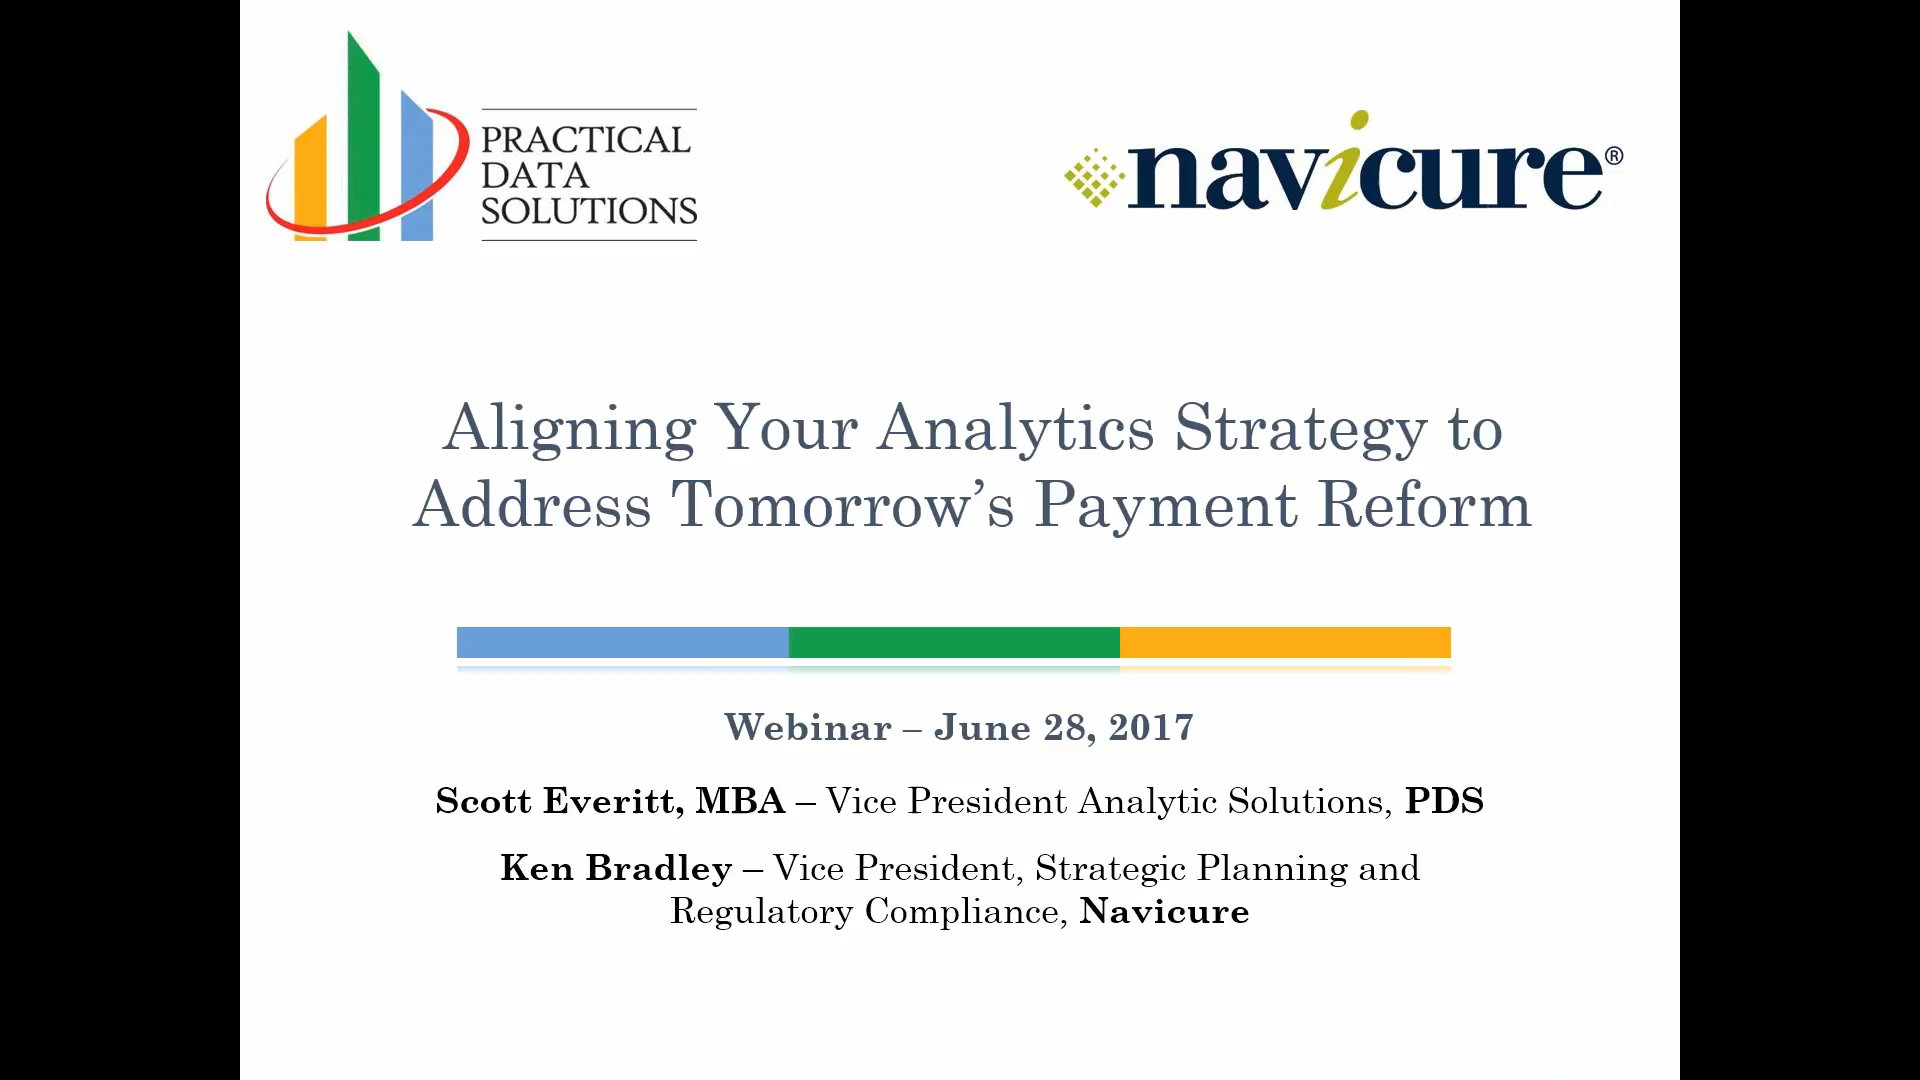 PRACTICAL
DATA
SOLUTIONS
navicure®
Aligning Your Analytics Strategy to
Address Tomorrow’s Payment Reform
Webinar – June 28, 2017
Scott Everitt, MBA – Vice President Analytic Solutions, PDS
Ken Bradley – Vice President, Strategic Planning and
Regulatory Compliance, Navicure